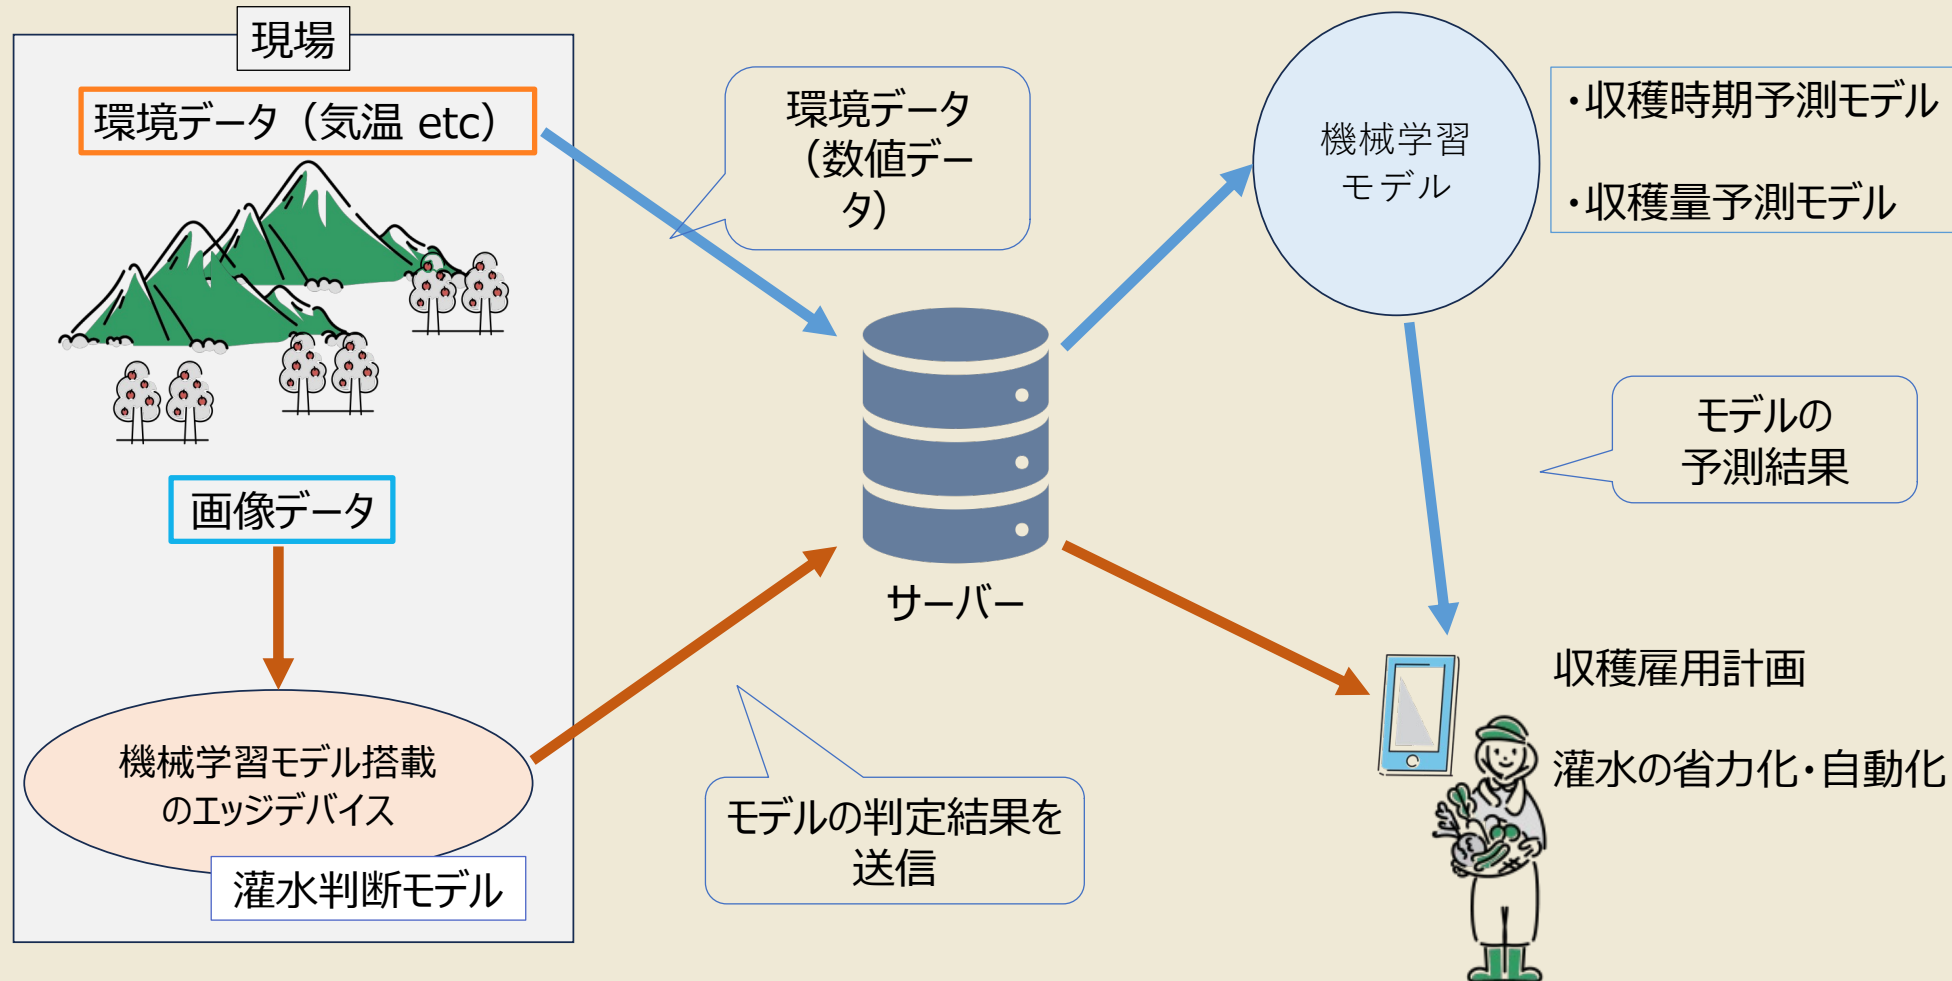 現場
環境データ（気温 etc）
画像データ
機械学習モデル搭載
のエッジデバイス
灌水判断モデル
環境データ
（数値デー
タ）
サーバー
モデルの判定結果を
送信
機械学習
モデル
・収穫時期予測モデル
・収穫量予測モデル
モデルの
予測結果
収穫雇用計画
灌水の省力化・自動化